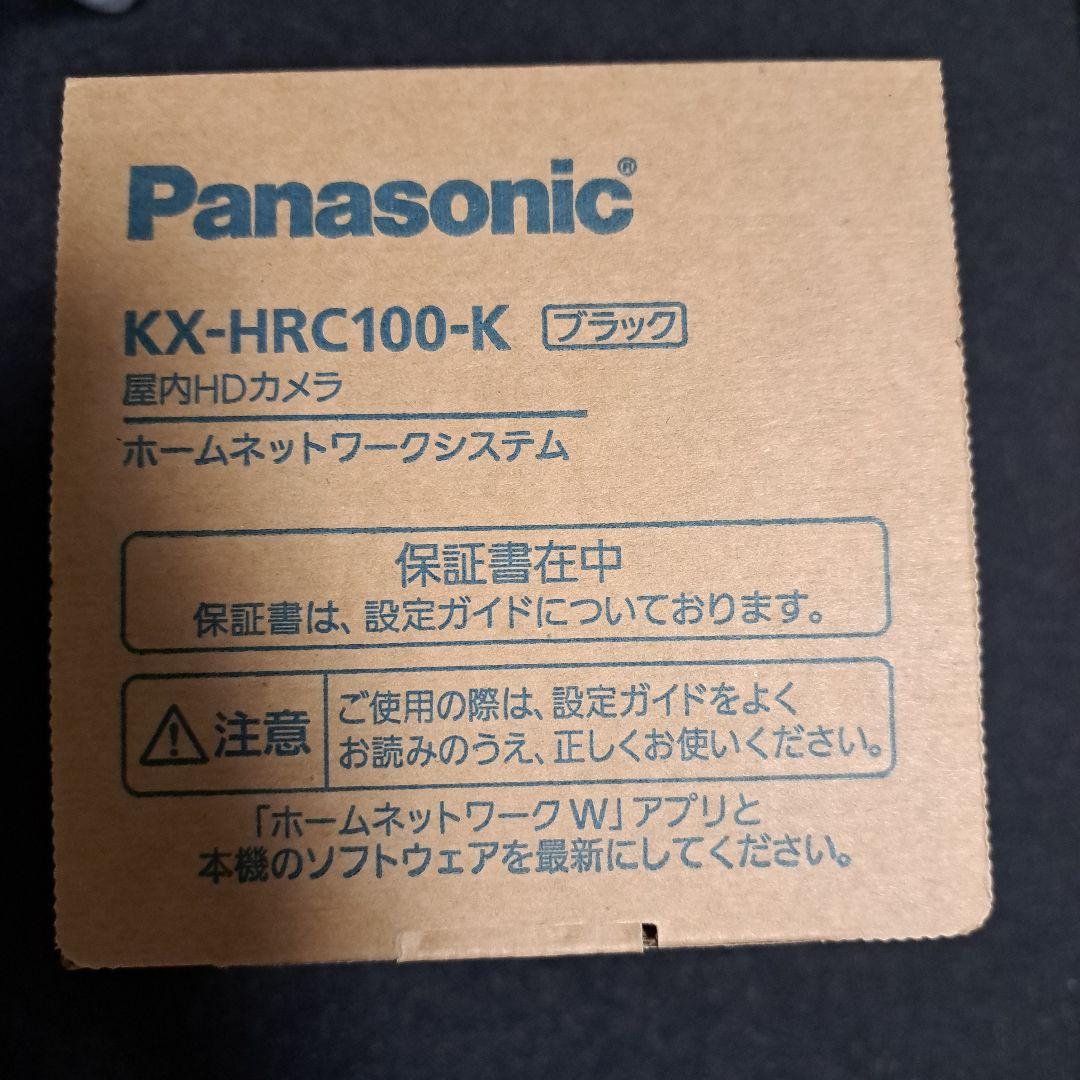 Panasonic®
KX-HRC100-K ブラック
屋内HDカメラ
ホームネットワークシステム
保証書在中
保証書は、設定ガイドについております。
注意
ご使用の際は、設定ガイドをよく
お読みのうえ、正しくお使いください。
「ホームネットワークW」アプリと
本機のソフトウェアを最新にしてください。